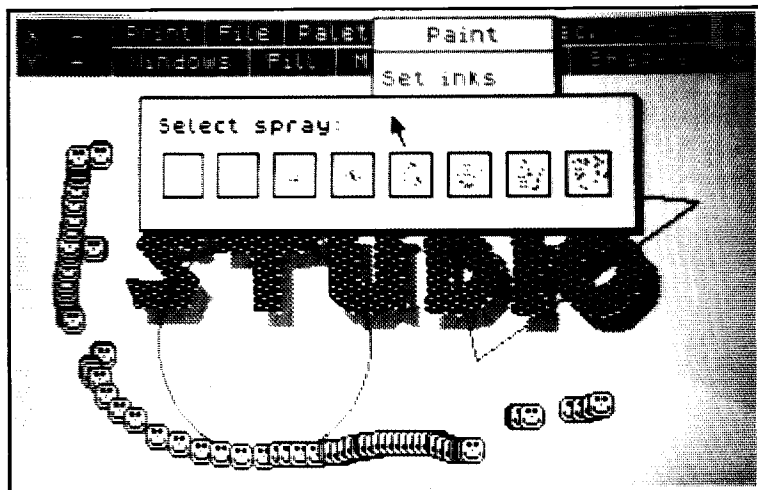 Print File Palet Paint
Windows Fill M
Set inks
Select spray:
STUDIO